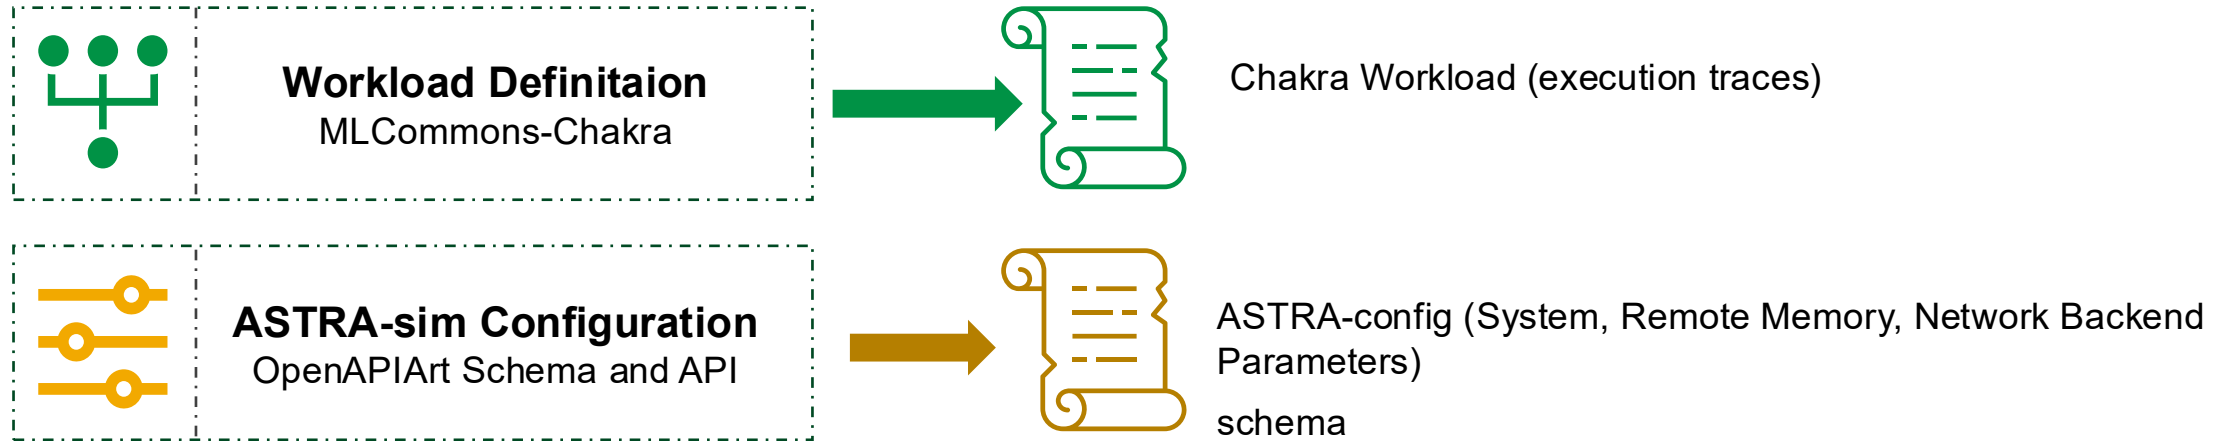 Workload Definitaion
MLCommons-Chakra
Chakra Workload (execution traces)
ASTRA-sim Configuration
OpenAPIArt Schema and API
ASTRA-config (System, Remote Memory, Network Backend
Parameters)
schema